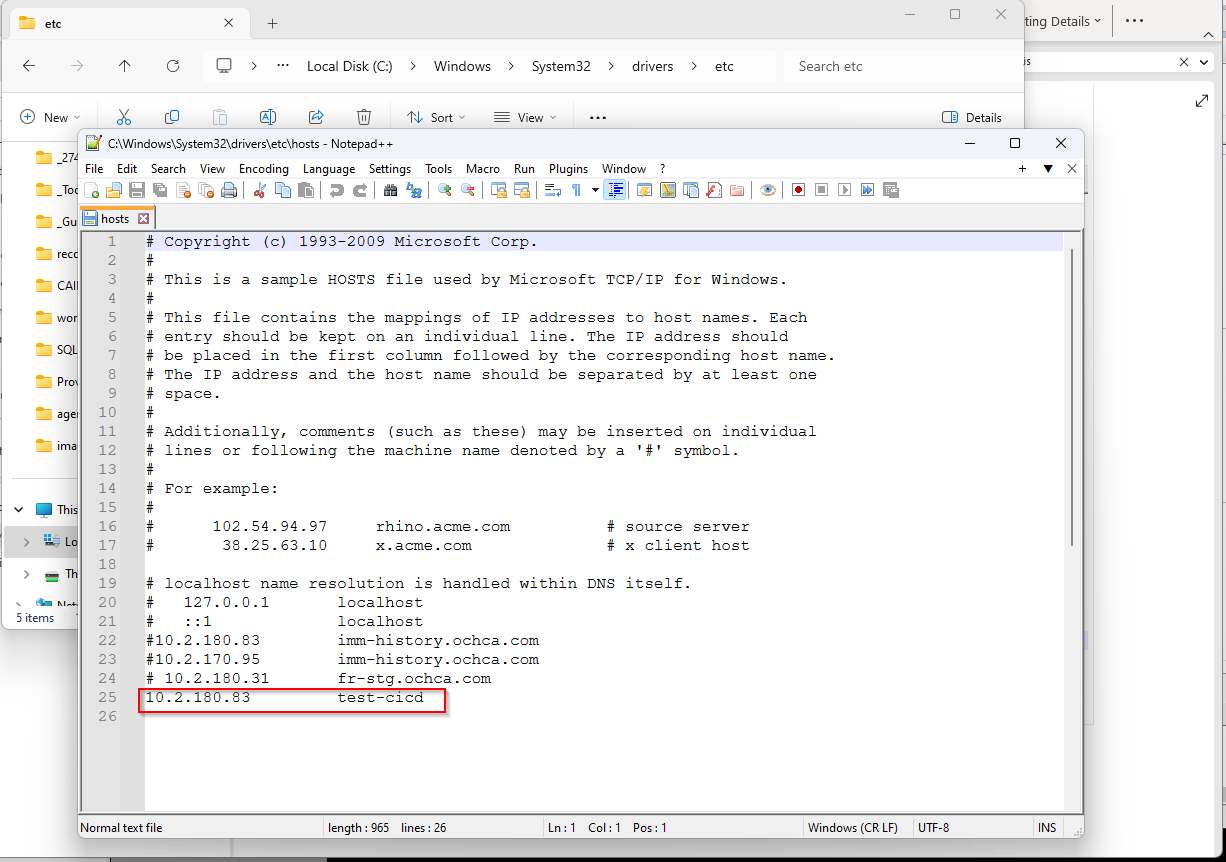 etc
ting Details
Local Disk (C:) > Windows > System32 > drivers > etc
Search etc
is
New
Sort
View
Details
C:\Windows\System32\drivers\etc\hosts - Notepad++
File Edit Search View Encoding Language Settings Tools Macro Run Plugins Window ?
hosts
1 # Copyright (c) 1993-2009 Microsoft Corp.
2 #
3 # This is a sample HOSTS file used by Microsoft TCP/IP for Windows.
4 #
5 # This file contains the mappings of IP addresses to host names. Each
6 # entry should be kept on an individual line. The IP address should
7 # be placed in the first column followed by the corresponding host name.
8 # The IP address and the host name should be separated by at least one
9 # space.
10 #
11 # Additionally, comments (such as these) may be inserted on individual
12 # lines or following the machine name denoted by a '#' symbol.
13 #
14 # For example:
15 #
16 #      102.54.94.97     rhino.acme.com          # source server
17 #       38.25.63.10     x.acme.com              # x client host
18
19 # localhost name resolution is handled within DNS itself.
20 #   127.0.0.1       localhost
21 #   ::1             localhost
22 #10.2.180.83        imm-history.ochca.com
23 #10.2.170.95        imm-history.ochca.com
24 # 10.2.180.31       fr-stg.ochca.com
25 10.2.180.83         test-cicd
26
_274
_Too
_Gu
reco
CAII
wor
SQL
Prov
age
ima
This
Lo
Th
5 items
Normal text file
length : 965 lines : 26
Ln : 1 Col : 1 Pos : 1
Windows (CR LF)
UTF-8
INS